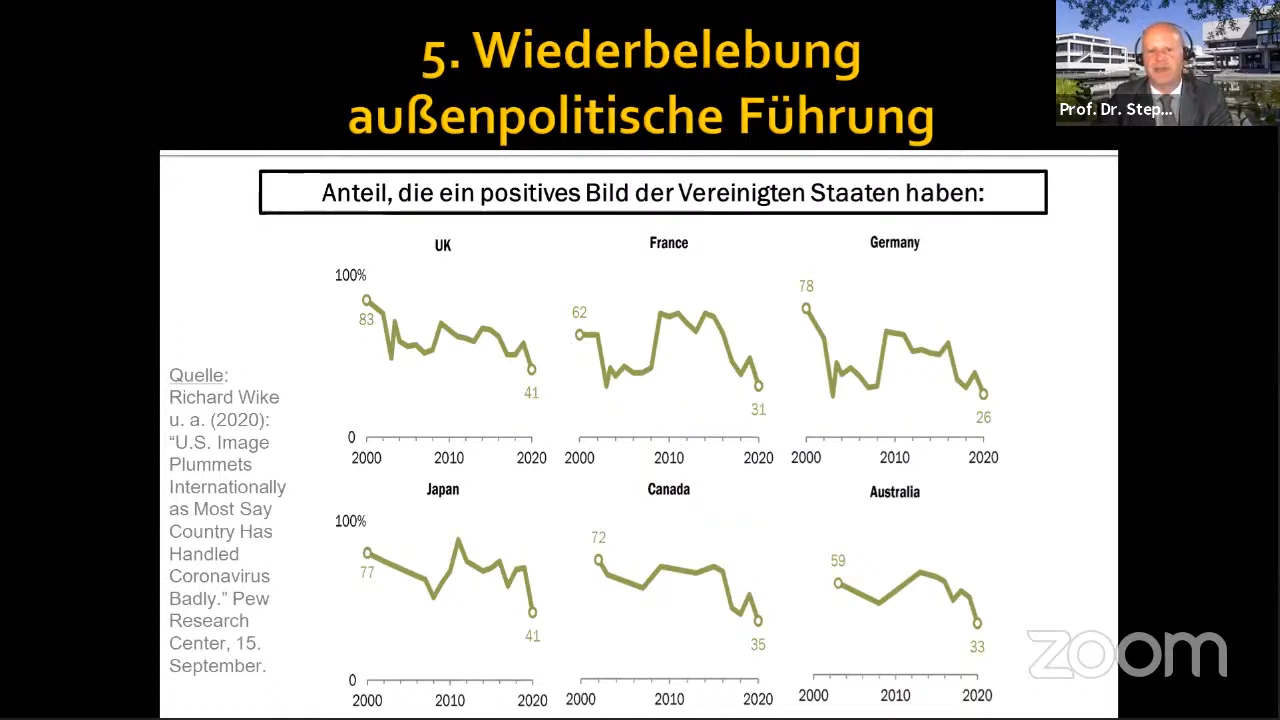 5. Wiederbelebung
außenpolitische Führung
Prof. Dr. Step...
Anteil, die ein positives Bild der Vereinigten Staaten haben:
UK
France
Germany
100%
83
41
0
2000 2010 2020
62
31
2000 2010 2020
78
26
2000 2010 2020
Quelle:
Richard Wike
u. a. (2020):
“U.S. Image
Plummets
Internationally
as Most Say
Country Has
Handled
Coronavirus
Badly.” Pew
Research
Center, 15.
September.
Japan
Canada
Australia
100%
77
41
0
2000 2010 2020
72
35
2000 2010 2020
59
33
2000 2010 2020
zoom